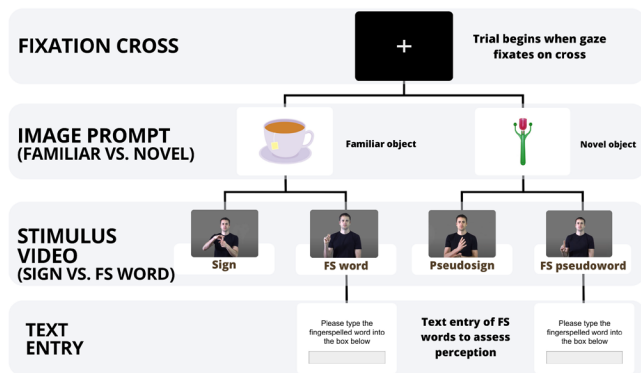 FIXATION CROSS
Trial begins when gaze
fixates on cross
IMAGE PROMPT
(FAMILIAR VS. NOVEL)
Familiar object
Novel object
STIMULUS
VIDEO
(SIGN VS. FS WORD)
Sign
FS word
Pseudosign
FS pseudoword
TEXT
ENTRY
Please type the
fingerspelled word into
the box below
Text entry of FS
words to assess
perception
Please type the
fingerspelled word into
the box below